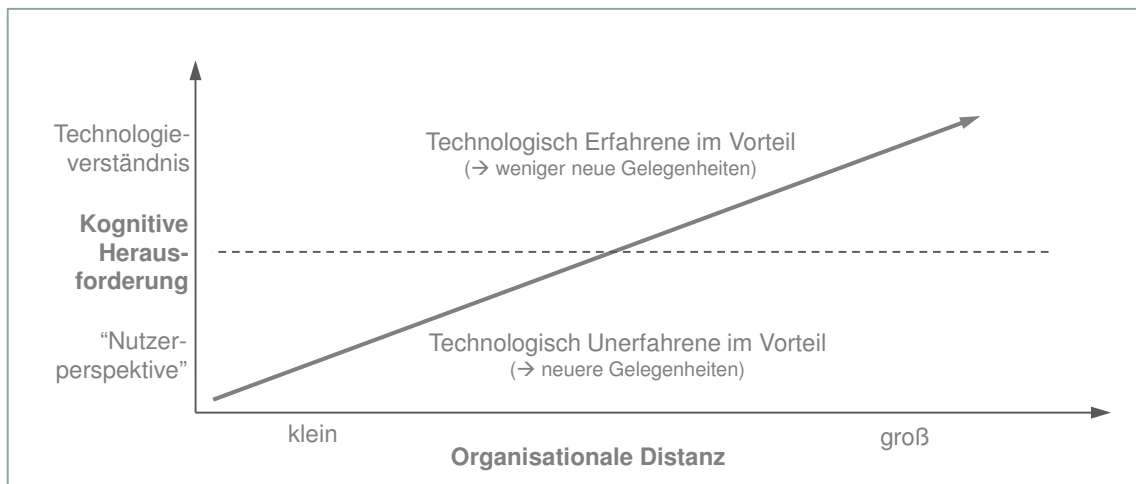 Technologie-
verständnis
Technologisch Erfahrene im Vorteil
(→ weniger neue Gelegenheiten)
Kognitive
Heraus-
forderung
“Nutzer-
perspektive”
Technologisch Unerfahrene im Vorteil
(→ neuere Gelegenheiten)
klein
groß
Organisationale Distanz